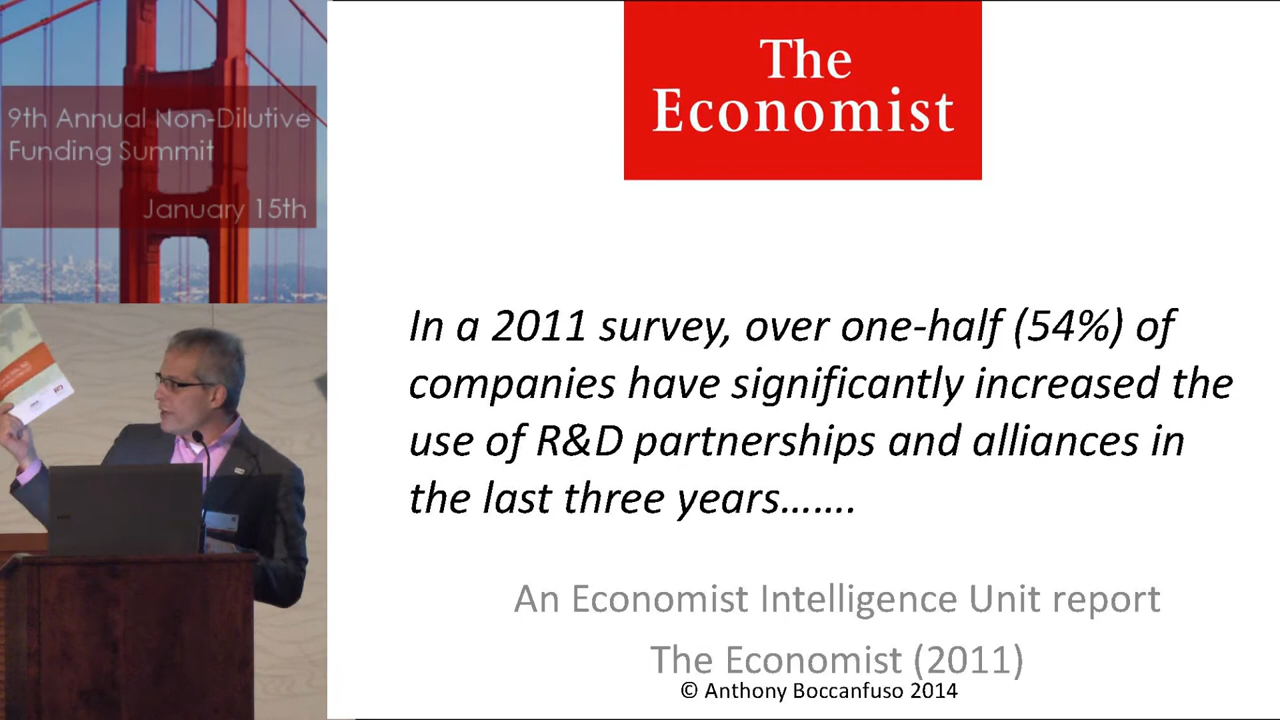 9th Annual Non-Dilutive
Funding Summit
January 15th
The
Economist
In a 2011 survey, over one-half (54%) of
companies have significantly increased the
use of R&D partnerships and alliances in
the last three years…….
An Economist Intelligence Unit report
The Economist (2011)
© Anthony Boccanfuso 2014